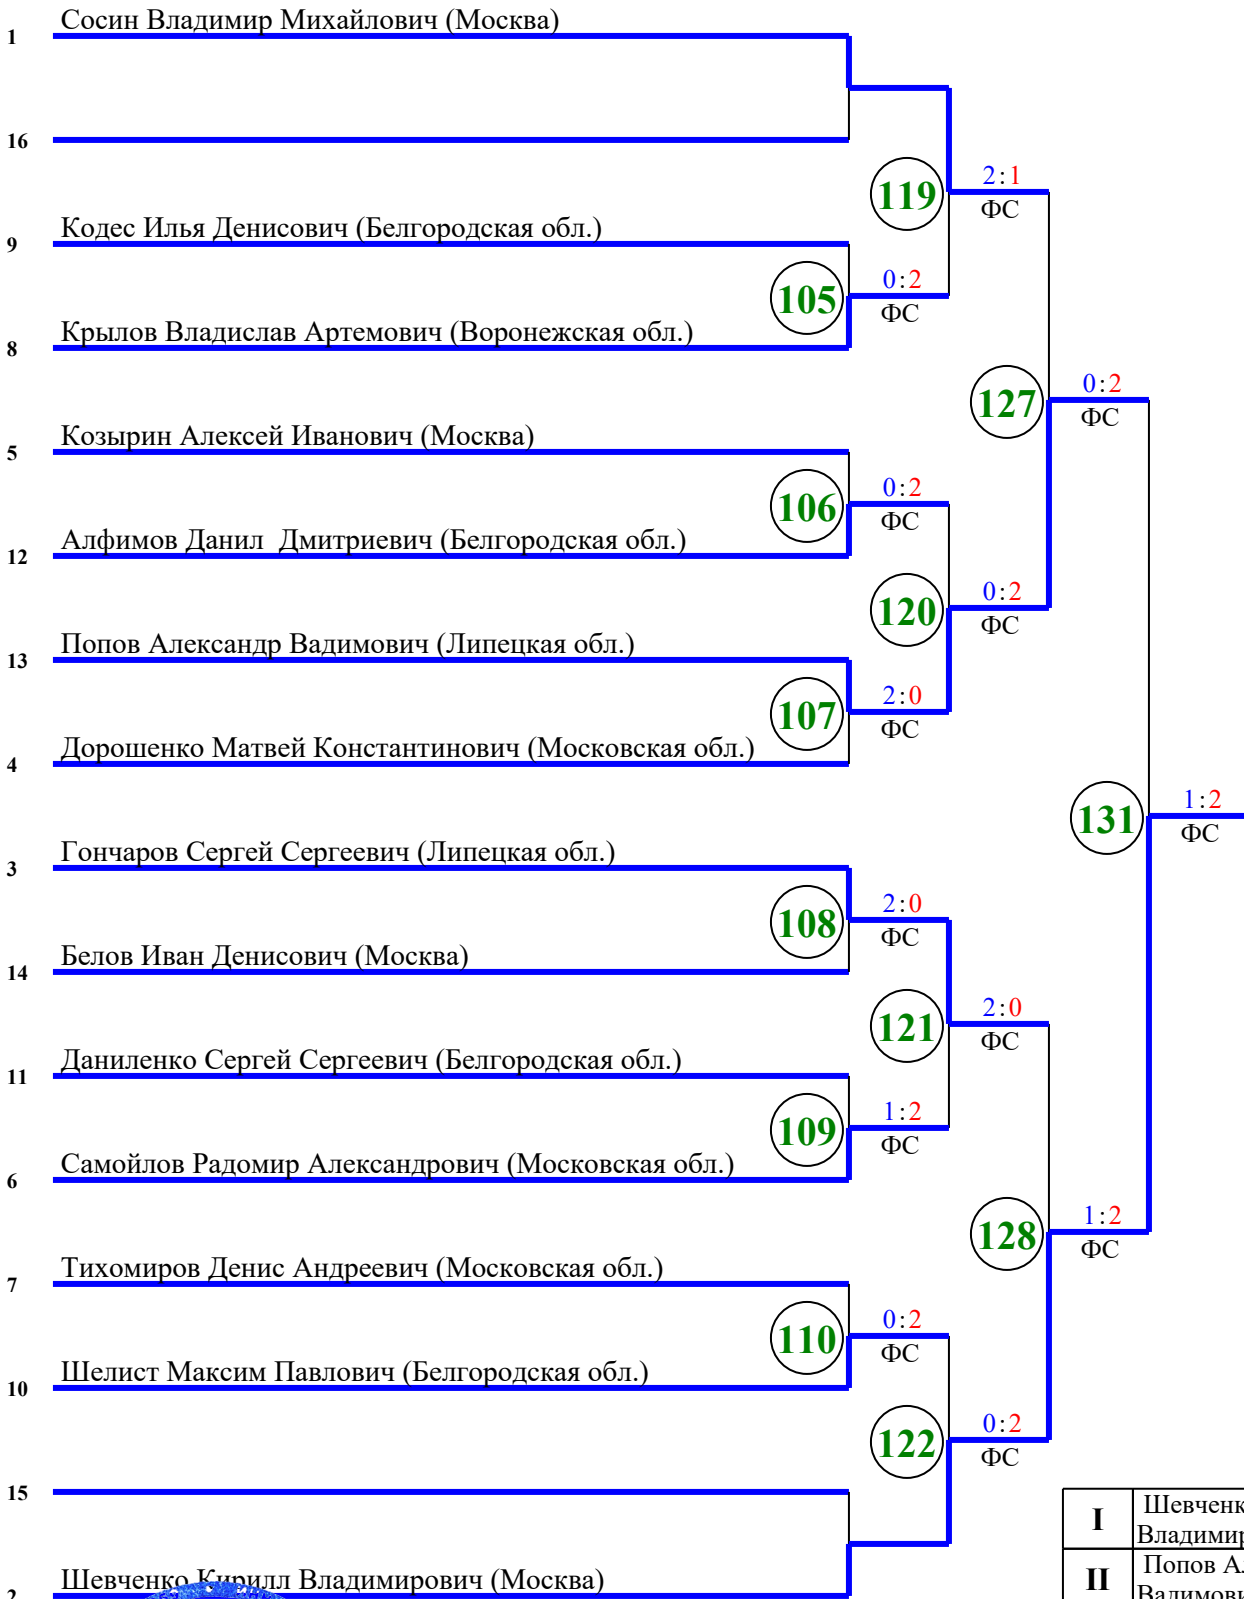 Сосин Владимир Михайлович (Москва)
1
16
119
2:1
ФС
Кодес Илья Денисович (Белгородская обл.)
9
105
0:2
ФС
Крылов Владислав Артемович (Воронежская обл.)
8
127
0:2
ФС
Козырин Алексей Иванович (Москва)
5
106
0:2
ФС
Алфимов Данил Дмитриевич (Белгородская обл.)
12
120
0:2
ФС
Попов Александр Вадимович (Липецкая обл.)
13
107
2:0
ФС
Дорошенко Матвей Константинович (Московская обл.)
4
131
1:2
ФС
Гончаров Сергей Сергеевич (Липецкая обл.)
3
108
2:0
ФС
Белов Иван Денисович (Москва)
14
121
2:0
ФС
Даниленко Сергей Сергеевич (Белгородская обл.)
11
109
1:2
ФС
Самойлов Радомир Александрович (Московская обл.)
6
128
1:2
ФС
Тихомиров Денис Андреевич (Московская обл.)
7
110
0:2
ФС
Шелист Максим Павлович (Белгородская обл.)
10
122
0:2
ФС
15
Шевченко Кирилл Владимирович (Москва)
2
I
Шевченк
Владимир
II
Попов Ал
Вадимови